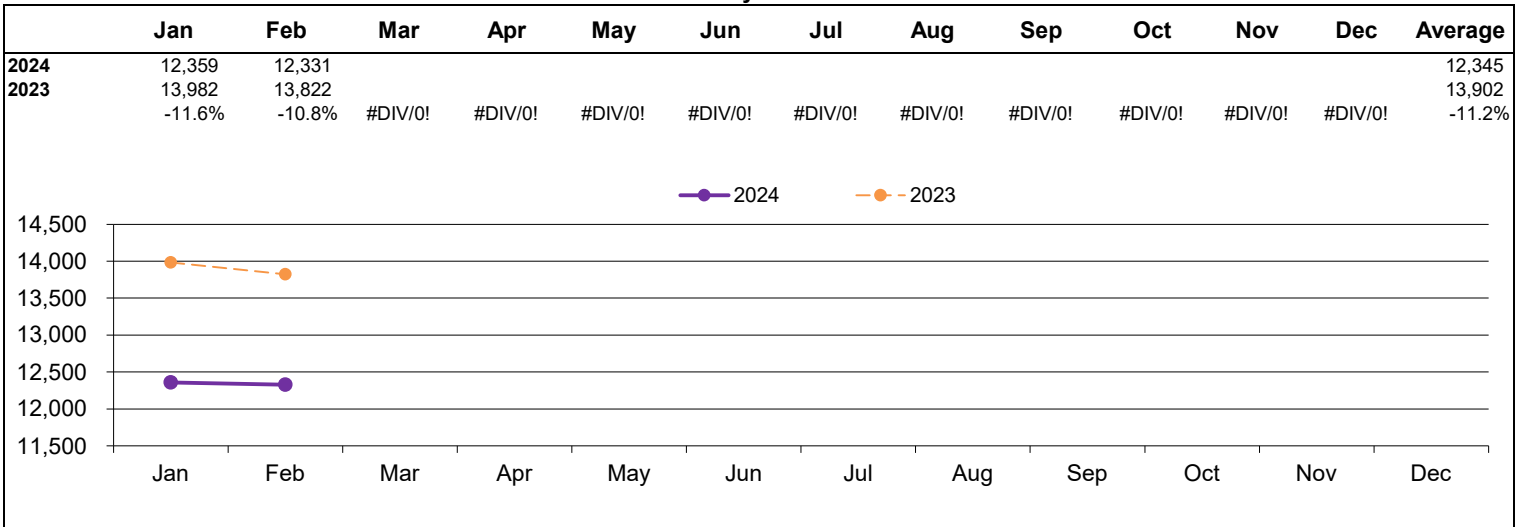 Jan Feb Mar Apr May Jun Jul Aug Sep Oct Nov Dec Average
2024 12,359 12,331 12,345
2023 13,982 13,822 13,902
-11.6% -10.8% #DIV/0! #DIV/0! #DIV/0! #DIV/0! #DIV/0! #DIV/0! #DIV/0! #DIV/0! #DIV/0! #DIV/0! -11.2%
2024 2023
14,500
14,000
13,500
13,000
12,500
12,000
11,500
Jan Feb Mar Apr May Jun Jul Aug Sep Oct Nov Dec